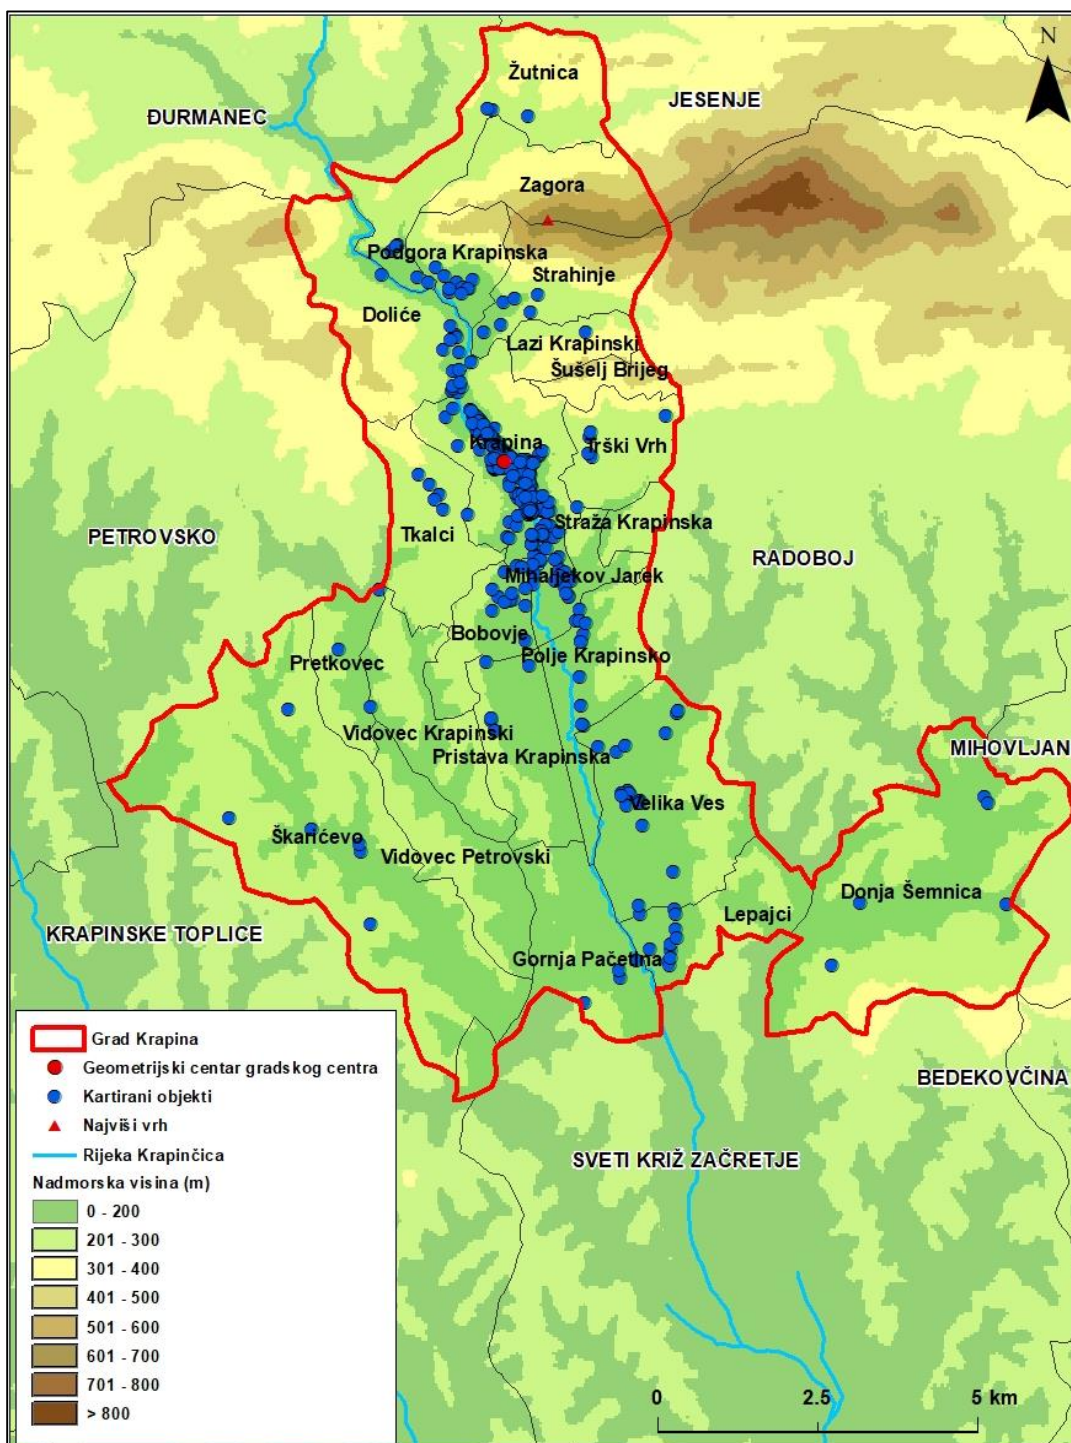 N
Žutnica
JESENJE
ĐURMANEC
Zagora
Podgora Krapinska
Strahinje
Doliće
Lazi Krapinski
Šušelj Brijeg
Krapina
Trški Vrh
Straža Krapinska
Tkalci
PETROVSKO
RADOBOJ
Mihaljekov Jarek
Bobovje
Polje Krapinsko
Pretkovec
Vidovec Krapinski
Pristava Krapinska
MIHOVLJAN
Velika Ves
Škarićevo
Vidovec Petrovski
Donja Šemnica
Lepajci
KRAPINSKE TOPLICE
Gornja Pačetina
Grad Krapina
Geometrijski centar gradskog centra
Kartirani objekti
Najviši vrh
Rijeka Krapinčica
Nadmorska visina (m)
0 - 200
201 - 300
301 - 400
401 - 500
501 - 600
601 - 700
701 - 800
> 800
BEDEKOVČINA
SVETI KRIŽ ZAČRETJE
0 2.5 5 km